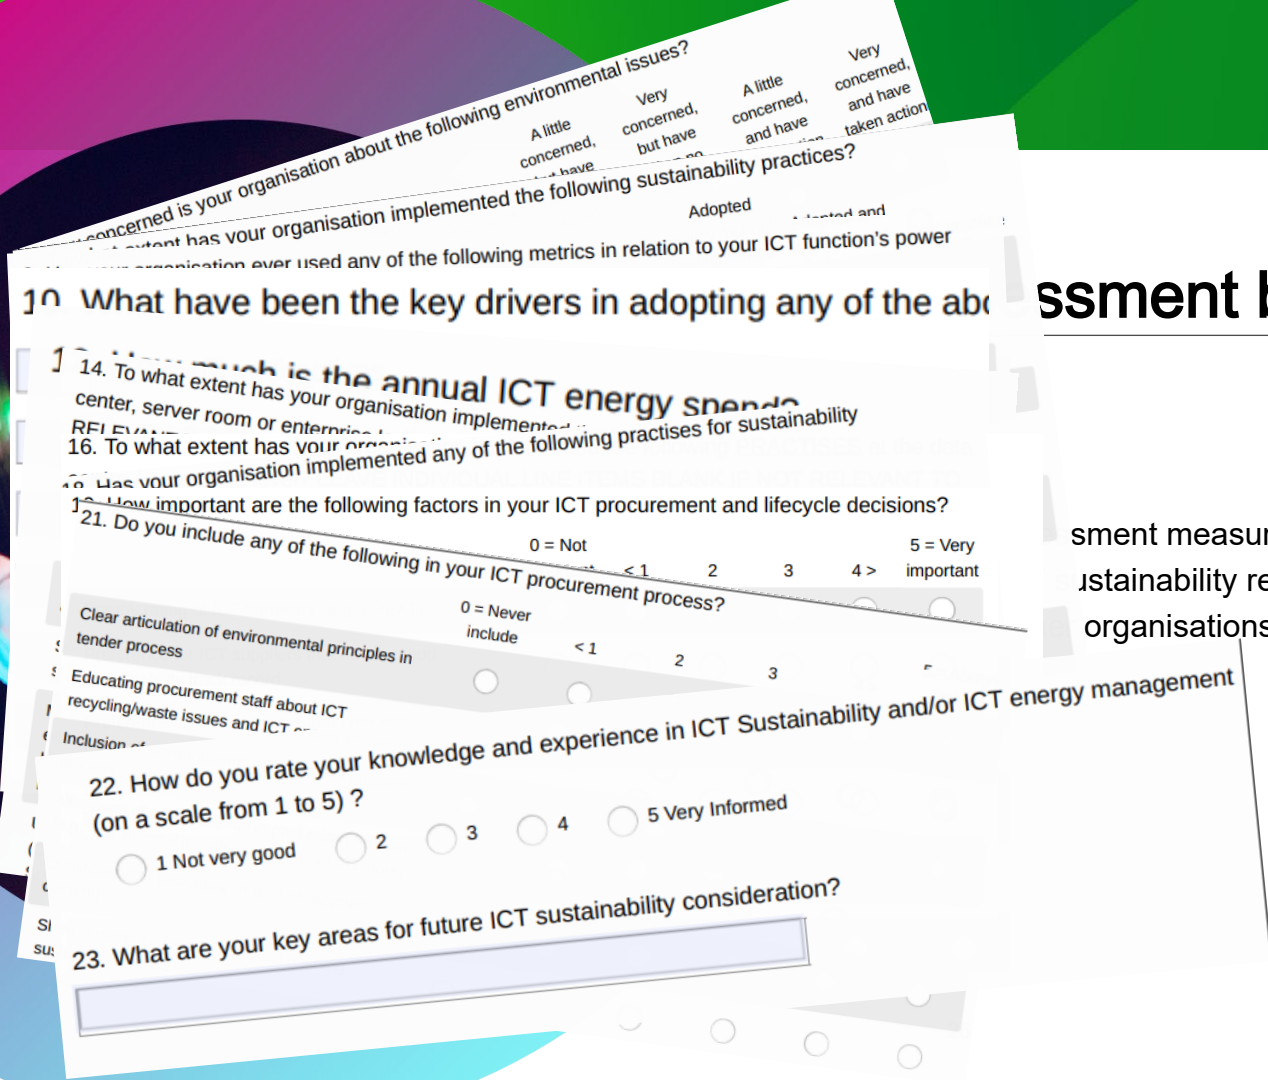 concerned is your organisation about the following environmental issues?
A little
concerned,
have
Very
concerned,
but have
no
A little
concerned,
and have
Very
concerned,
and have
taken action
extent has your organisation implemented the following sustainability practices?
Adopted
Adopted and
your organisation ever used any of the following metrics in relation to your ICT function's power
10. What have been the key drivers in adopting any of the abo
How much is the annual ICT energy spend?
14. To what extent has your organisation implemented
center, server room or enterprise
RELEVANT
16. To what extent has your organisation
18. Has your organisation implemented any of the following practises for sustainability
How important are the following factors in your ICT procurement and lifecycle decisions?
0 = Not
< 1
2
3
4 >
5 = Very
important
21. Do you include any of the following in your ICT procurement process?
0 = Never
include
< 1
2
3
Clear articulation of environmental principles in
tender process
Educating procurement staff about ICT
recycling/waste issues and ICT
Inclusion of
22. How do you rate your knowledge and experience in ICT Sustainability and/or ICT energy management
(on a scale from 1 to 5) ?
1 Not very good
2
3
4
5 Very Informed
23. What are your key areas for future ICT sustainability consideration?
ssment b
sment measur
ustainability re
organisations